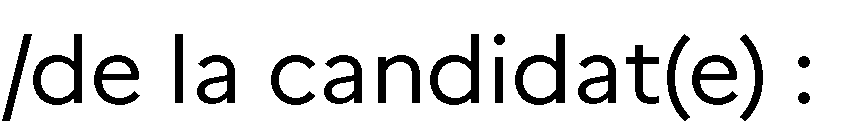 /de la candidat(e) :